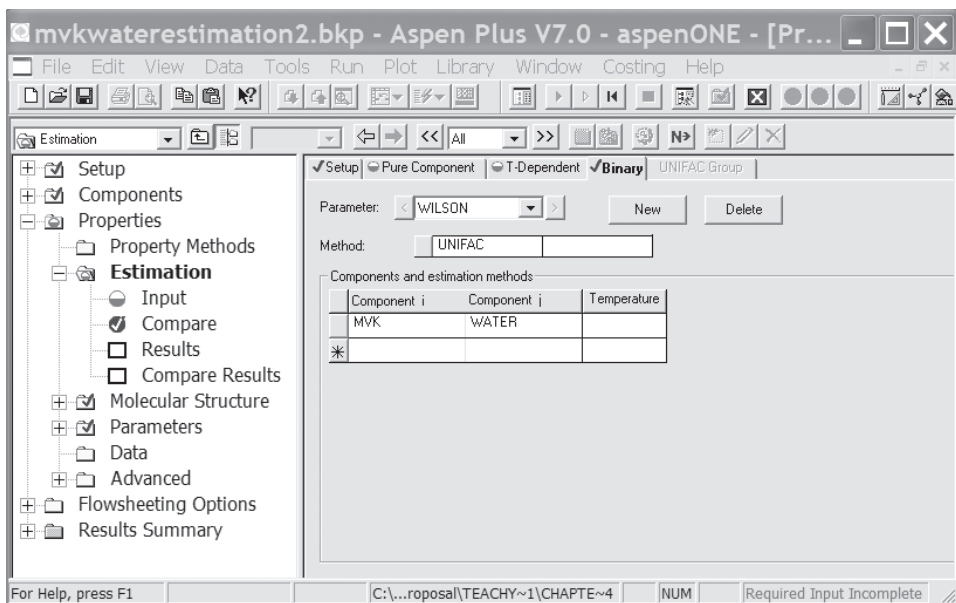 mvkwaterestimation2.bkp - Aspen Plus V7.0 - aspenONE - [Pr...
File Edit View Data Tools Run Plot Library Window Costing Help
Estimation
All
N
Setup
Components
Properties
Property Methods
Estimation
Input
Compare
Results
Compare Results
Molecular Structure
Parameters
Data
Advanced
Flowsheeting Options
Results Summary
Setup Pure Component T-Dependent Binary UNIFAC Group
Parameter: WILSON New Delete
Method: UNIFAC
Components and estimation methods
Component i Component j Temperature
MVK WATER
For Help, press F1 C:\...roposal\TEACHY~1\CHAPTE~4 NUM Required Input Incomplete